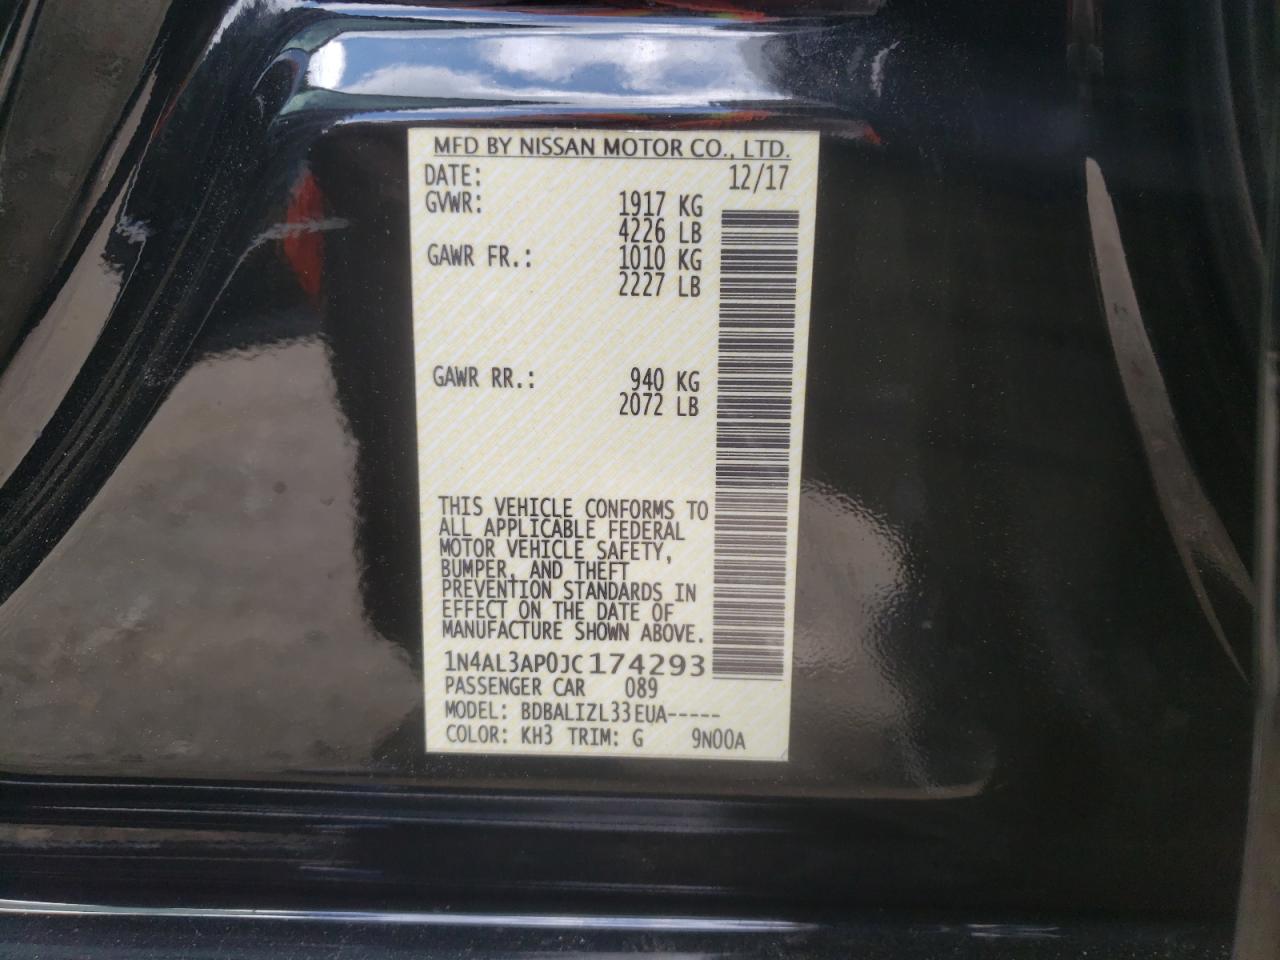 MFD BY NISSAN MOTOR CO., LTD.
DATE: 12/17
GVWR: 1917 KG
4226 LB
GAWR FR.: 1010 KG
2227 LB
GAWR RR.: 940 KG
2072 LB
THIS VEHICLE CONFORMS TO
ALL APPLICABLE FEDERAL
MOTOR VEHICLE SAFETY,
BUMPER, AND THEFT
PREVENTION STANDARDS IN
EFFECT ON THE DATE OF
MANUFACTURE SHOWN ABOVE.
1N4AL3AP0JC174293
PASSENGER CAR 089
MODEL: BDBALIZL33EUA-----
COLOR: KH3 TRIM: G 9N00A